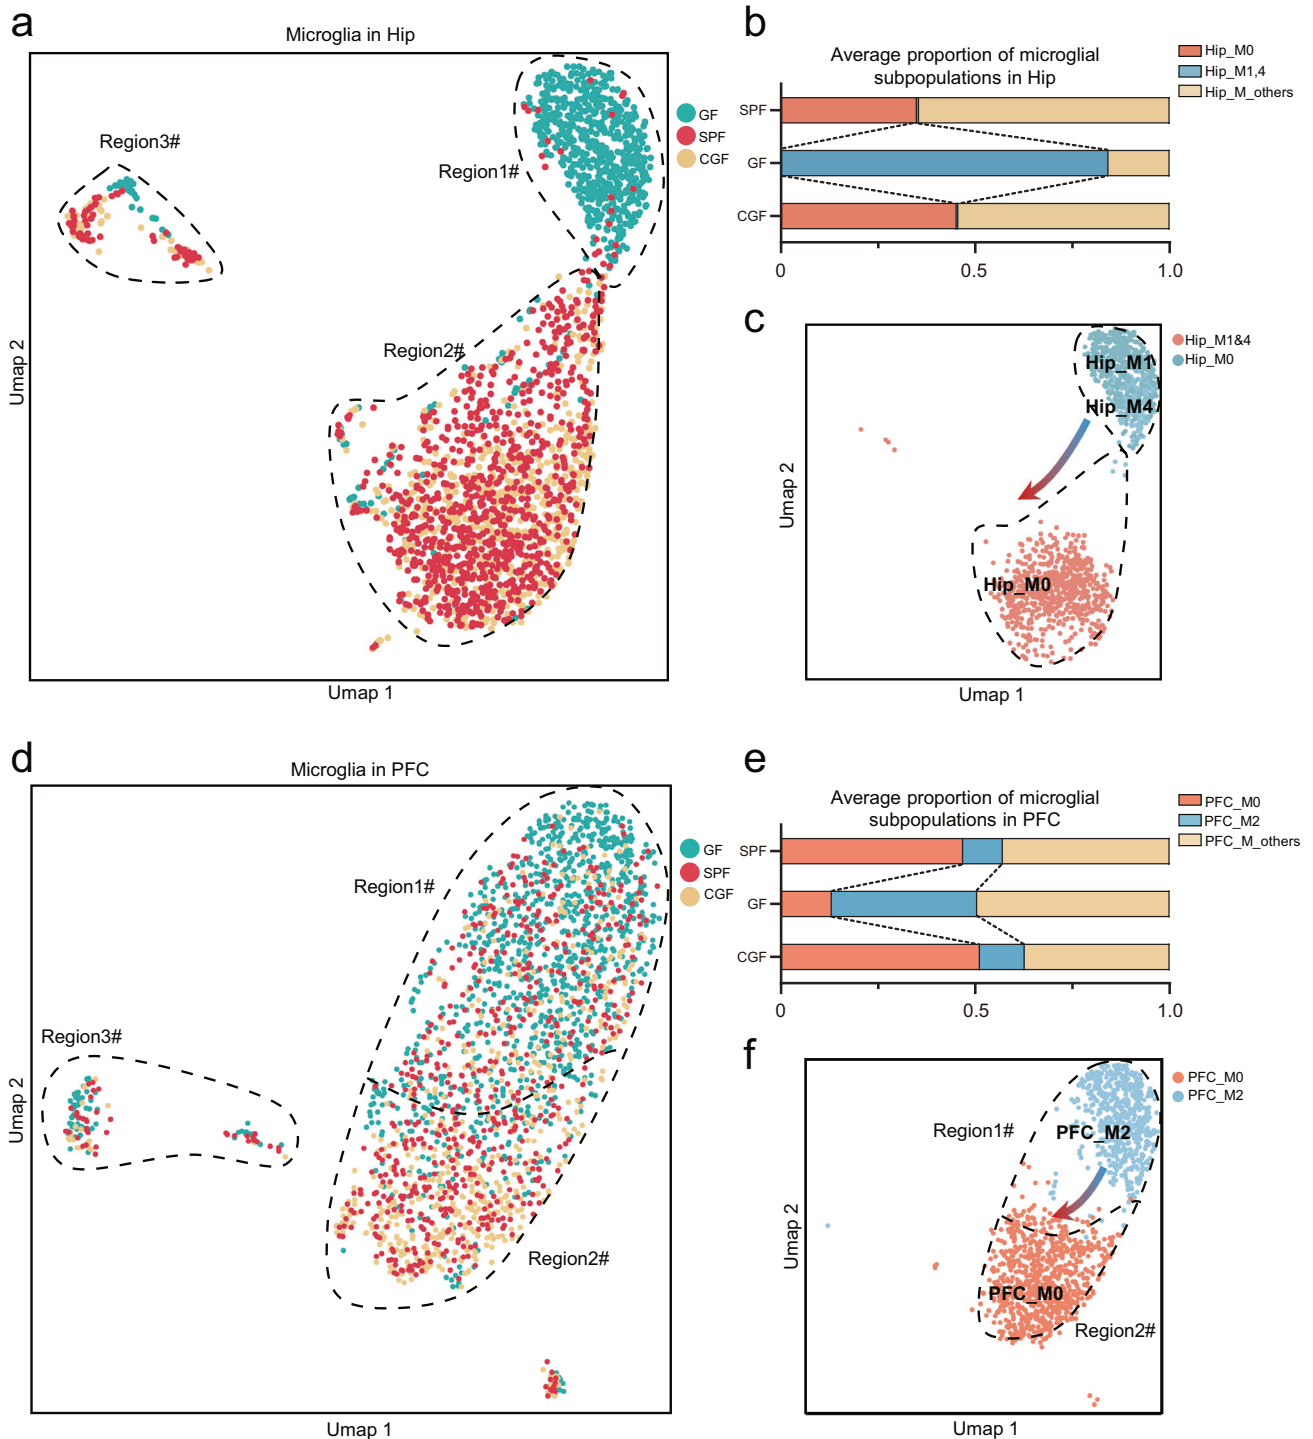 a
Microglia in Hip
Region3#
Region1#
Region2#
GF
SPF
CGF
Umap 2
Umap 1
b
Average proportion of microglial
subpopulations in Hip
Hip_M0
Hip_M1,4
Hip_M_others
SPF
GF
CGF
0
0.5
1.0
c
Hip_M1
Hip_M4
Hip_M0
Hip_M1&4
Hip_M0
Umap 2
Umap 1
d
Microglia in PFC
Region1#
Region3#
Region2#
GF
SPF
CGF
Umap 2
Umap 1
e
Average proportion of microglial
subpopulations in PFC
PFC_M0
PFC_M2
PFC_M_others
SPF
GF
CGF
0
0.5
1.0
f
Region1#
PFC_M2
PFC_M0
Region2#
PFC_M0
PFC_M2
Umap 2
Umap 1